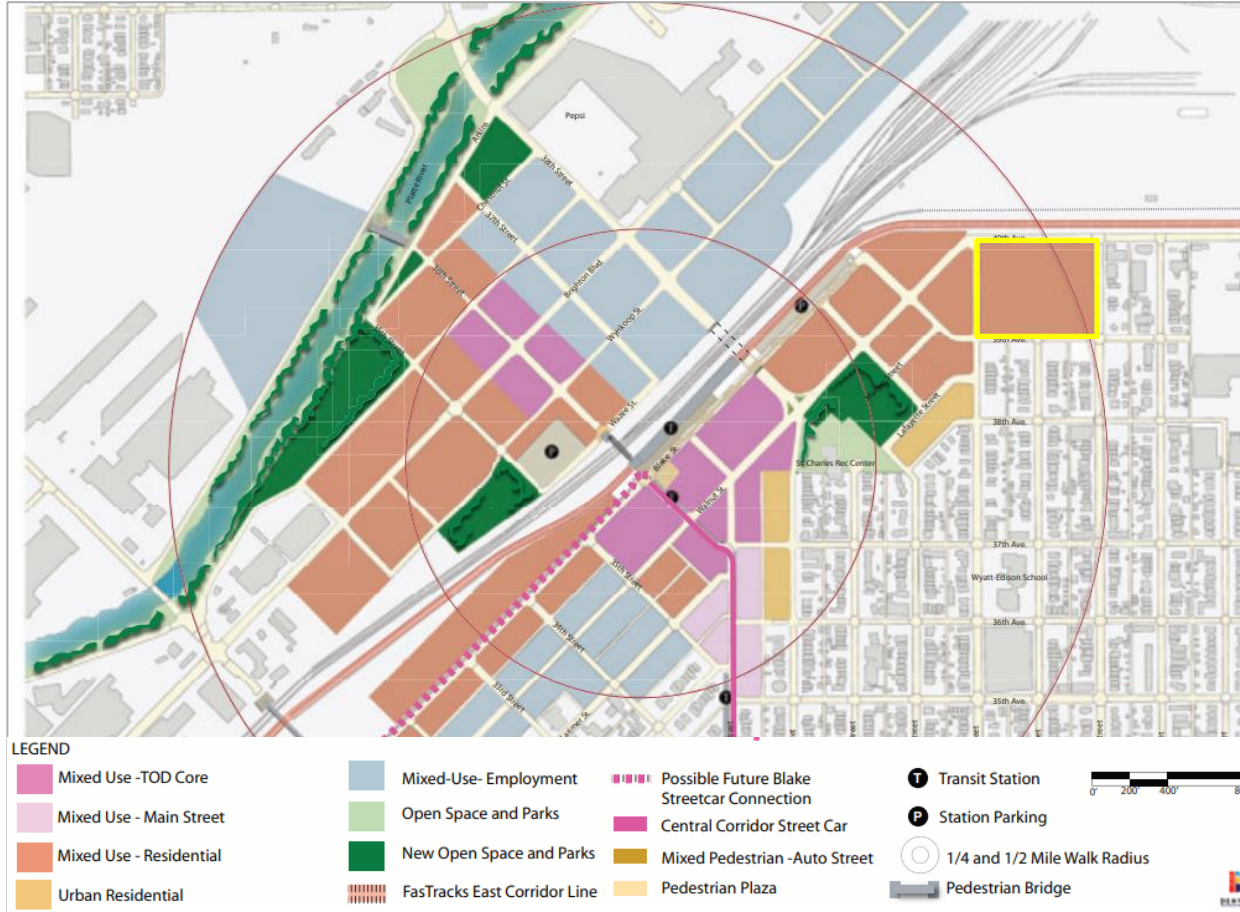 Pepsi
Arkins
38th Street
Platte River
Chestnut St.
37th Street
36th Street
Brighton Blvd.
40th Ave.
Wynkoop St.
P
39th Ave.
35th Street
Wazee St.
Lafayette Street
38th Ave.
T
P
Blake St.
St Charles Rec Center
T
Walnut St.
37th Ave.
35th Street
Wyatt-Edison School
34th Street
36th Ave.
33rd Street
T
35th Ave.
Larimer St.
LEGEND
Mixed Use -TOD Core
Mixed Use - Main Street
Mixed Use - Residential
Urban Residential
Mixed-Use- Employment
Open Space and Parks
New Open Space and Parks
FasTracks East Corridor Line
Possible Future Blake
Streetcar Connection
Central Corridor Street Car
Mixed Pedestrian -Auto Street
Pedestrian Plaza
T Transit Station
P Station Parking
1/4 and 1/2 Mile Walk Radius
Pedestrian Bridge
0' 200' 400'